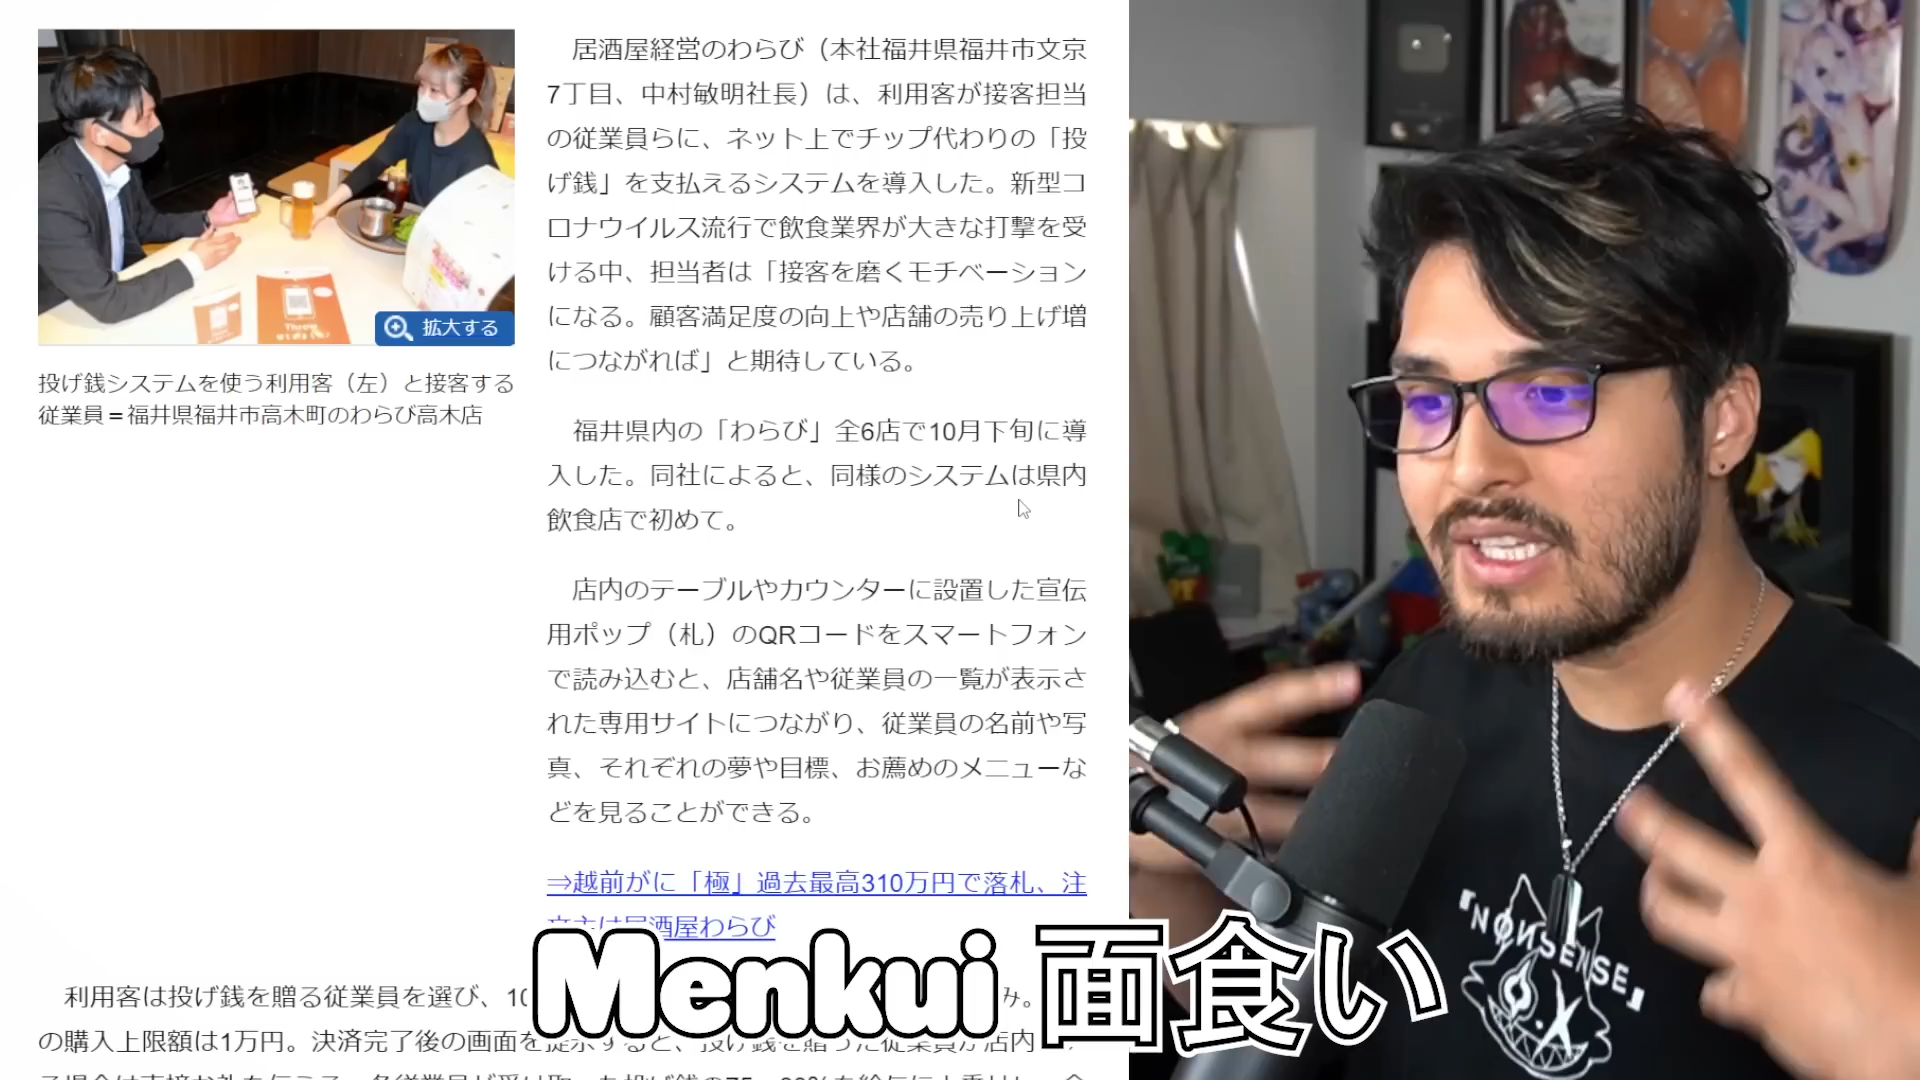 居酒屋経営のわらび（本社福井県福井市文京
7丁目、中村敏明社長）は、利用客が接客担当
の従業員らに、ネット上でチップ代わりの「投
げ銭」を支払えるシステムを導入した。新型コ
ロナウイルス流行で飲食業界が大きな打撃を受
ける中、担当者は「接客を磨くモチベーション
になる。顧客満足度の向上や店舗の売り上げ増
につながれば」と期待している。
拡大する
投げ銭システムを使う利用客（左）と接客する
従業員＝福井県福井市高木町のわらび高木店
福井県内の「わらび」全6店で10月下旬に導
入した。同社によると、同様のシステムは県内
飲食店で初めて。
店内のテーブルやカウンターに設置した宣伝
用ポップ（札）のQRコードをスマートフォン
で読み込むと、店舗名や従業員の一覧が表示さ
れた専用サイトにつながり、従業員の名前や写
真、それぞれの夢や目標、お薦めのメニューな
どを見ることができる。
⇒越前がに「極」過去最高310万円で落札、注
居酒屋わらび
利用客は投げ銭を贈る従業員を選び、10
の購入上限額は1万円。決済完了後の画面を
Menkui 面食い
『NONSENSE』